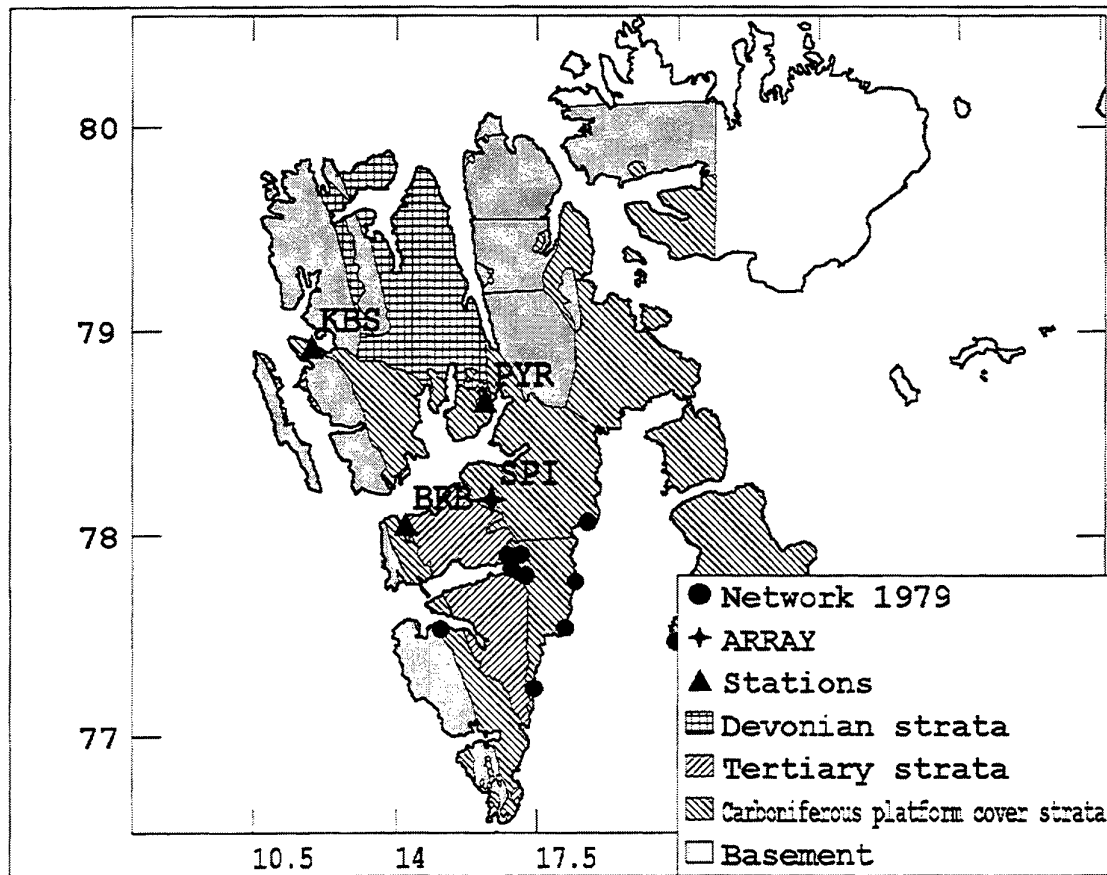 80
79
78
77
10.5 14 17.5
KBS
PYR
SPI
BRB
Network 1979
ARRAY
Stations
Devonian strata
Tertiary strata
Carboniferous platform cover strata
Basement